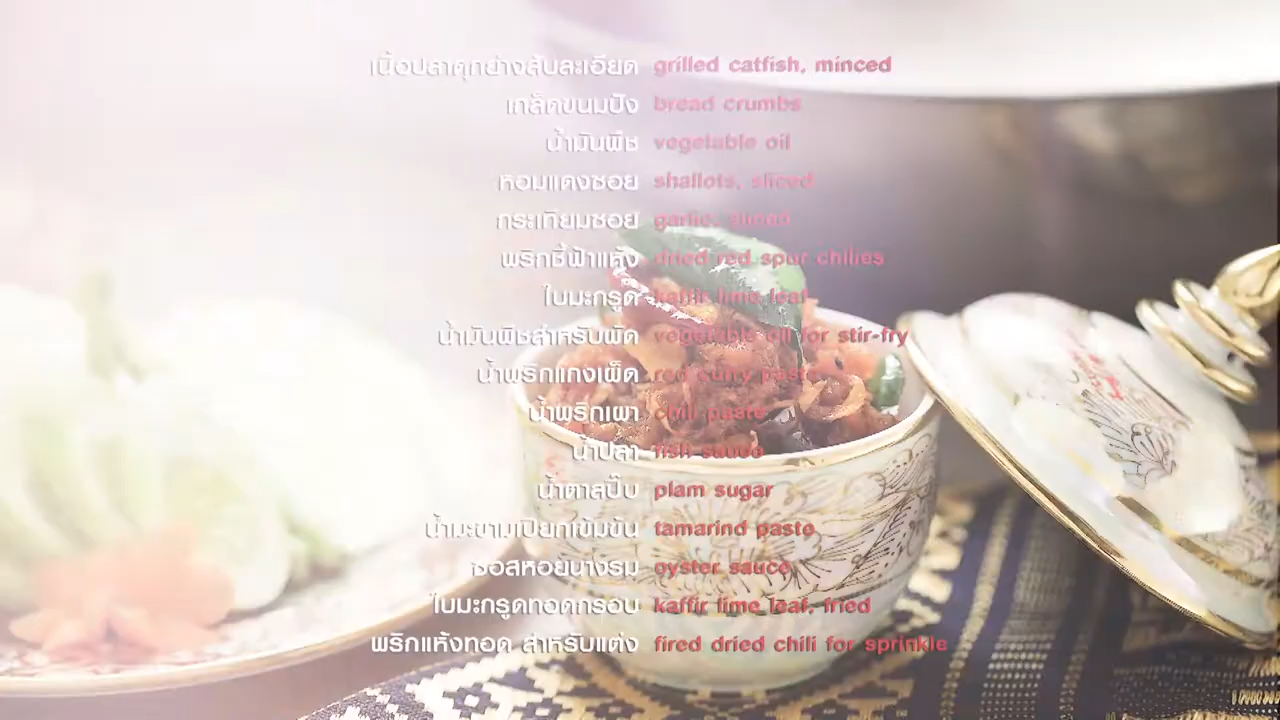 เนื้อปลาดุกย่างสับละเอียด grilled catfish, minced
เกล็ดขนมปัง bread crumbs
น้ำมันพืช vegetable oil
หอมแดงซอย shallots, sliced
กระเทียมซอย garlic, sliced
พริกชี้ฟ้าแห้ง dried red spur chilies
ใบมะกรูด kaffir lime leaf
น้ำมันพืชสำหรับผัด vegetable oil for stir-fry
น้ำพริกแกงเผ็ด red curry paste
น้ำพริกเผา chili paste
น้ำปลา fish sauce
น้ำตาลปี๊บ plam sugar
น้ำมะขามเปียกเข้มข้น tamarind paste
ซอสหอยนางรม oyster sauce
ใบมะกรูดทอดกรอบ kaffir lime leaf, fried
พริกแห้งทอด สำหรับแต่ง fired dried chili for sprinkle